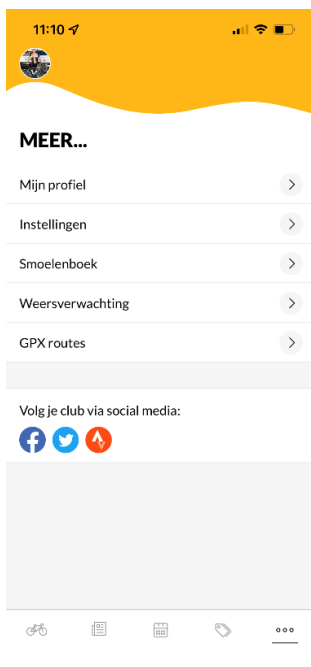 11:10
MEER...
Mijn profiel
Instellingen
Smoelenboek
Weersverwachting
GPX routes
Volg je club via social media: